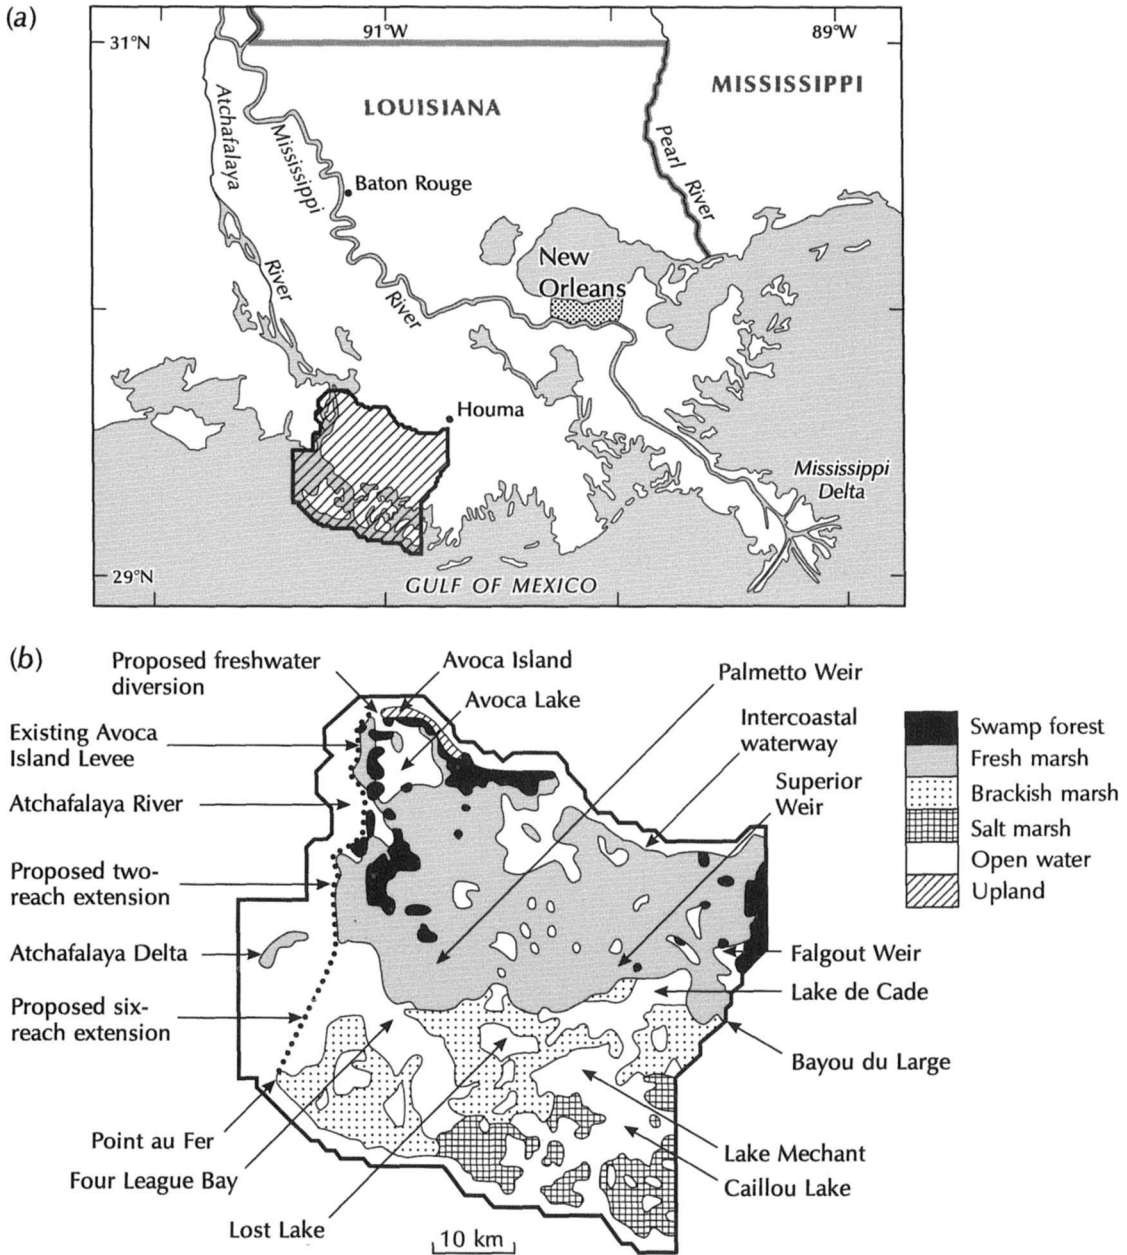 (a)
31°N
91°W
89°W
LOUISIANA
MISSISSIPPI
Atchafalaya
River
Mississippi
River
Baton Rouge
Pearl River
New
Orleans
Houma
Mississippi
Delta
29°N
GULF OF MEXICO
(b)
Proposed freshwater
diversion
Avoca Island
Avoca Lake
Palmetto Weir
Intercoastal
waterway
Superior
Weir
Existing Avoca
Island Levee
Atchafalaya River
Proposed two-
reach extension
Atchafalaya Delta
Proposed six-
reach extension
Point au Fer
Four League Bay
Lost Lake
10 km
Falgout Weir
Lake de Cade
Bayou du Large
Lake Mechant
Caillou Lake
Swamp forest
Fresh marsh
Brackish marsh
Salt marsh
Open water
Upland